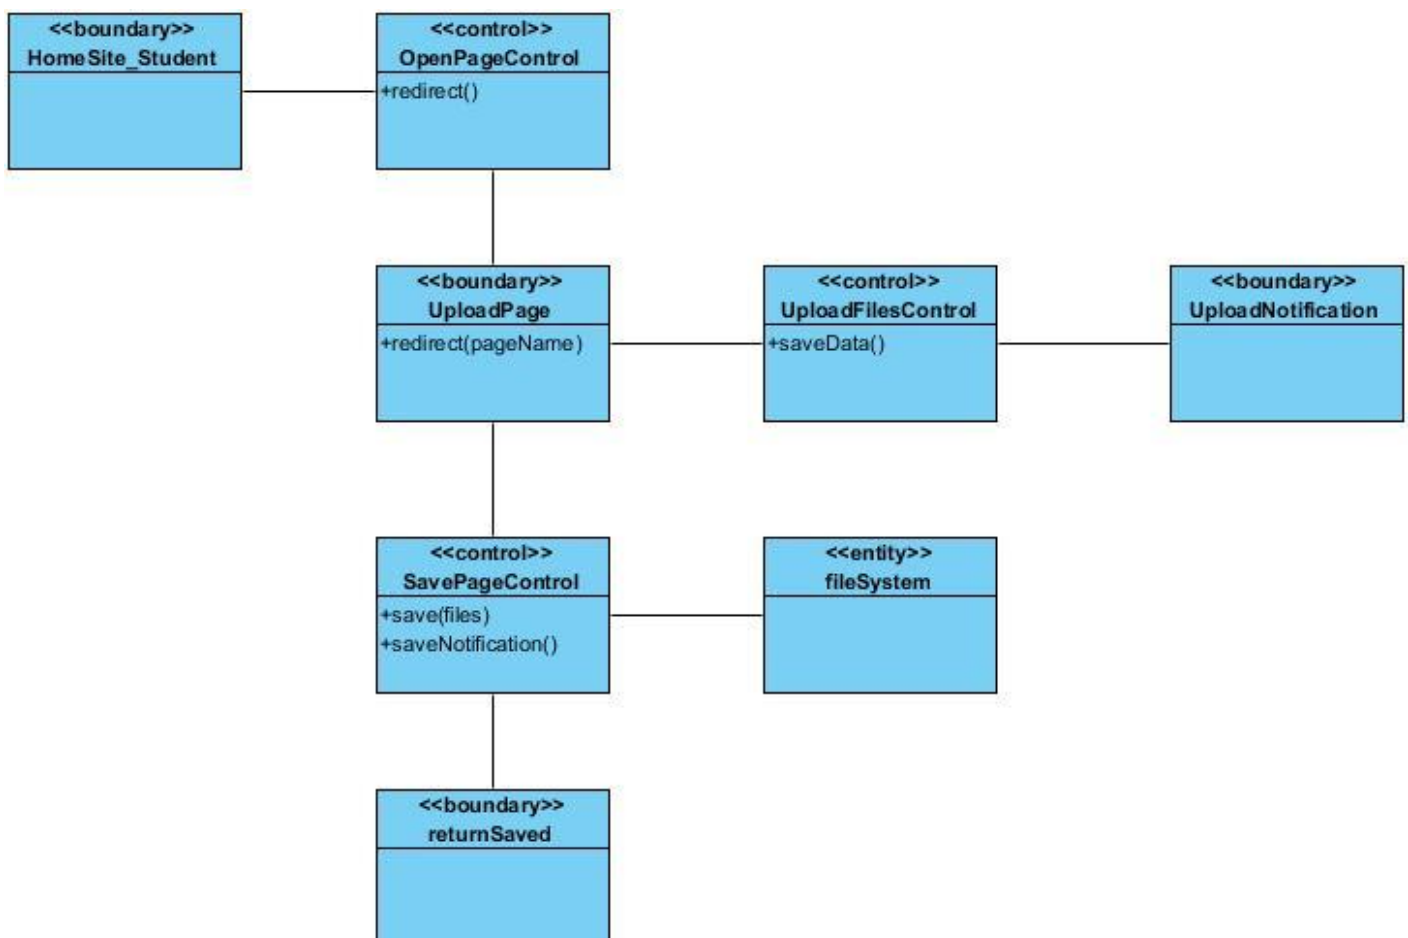 <<boundary>>
HomeSite_Student
<<control>>
OpenPageControl
+redirect()
<<boundary>>
UploadPage
+redirect(pageName)
<<control>>
UploadFilesControl
+saveData()
<<boundary>>
UploadNotification
<<control>>
SavePageControl
+save(files)
+saveNotification()
<<entity>>
fileSystem
<<boundary>>
returnSaved